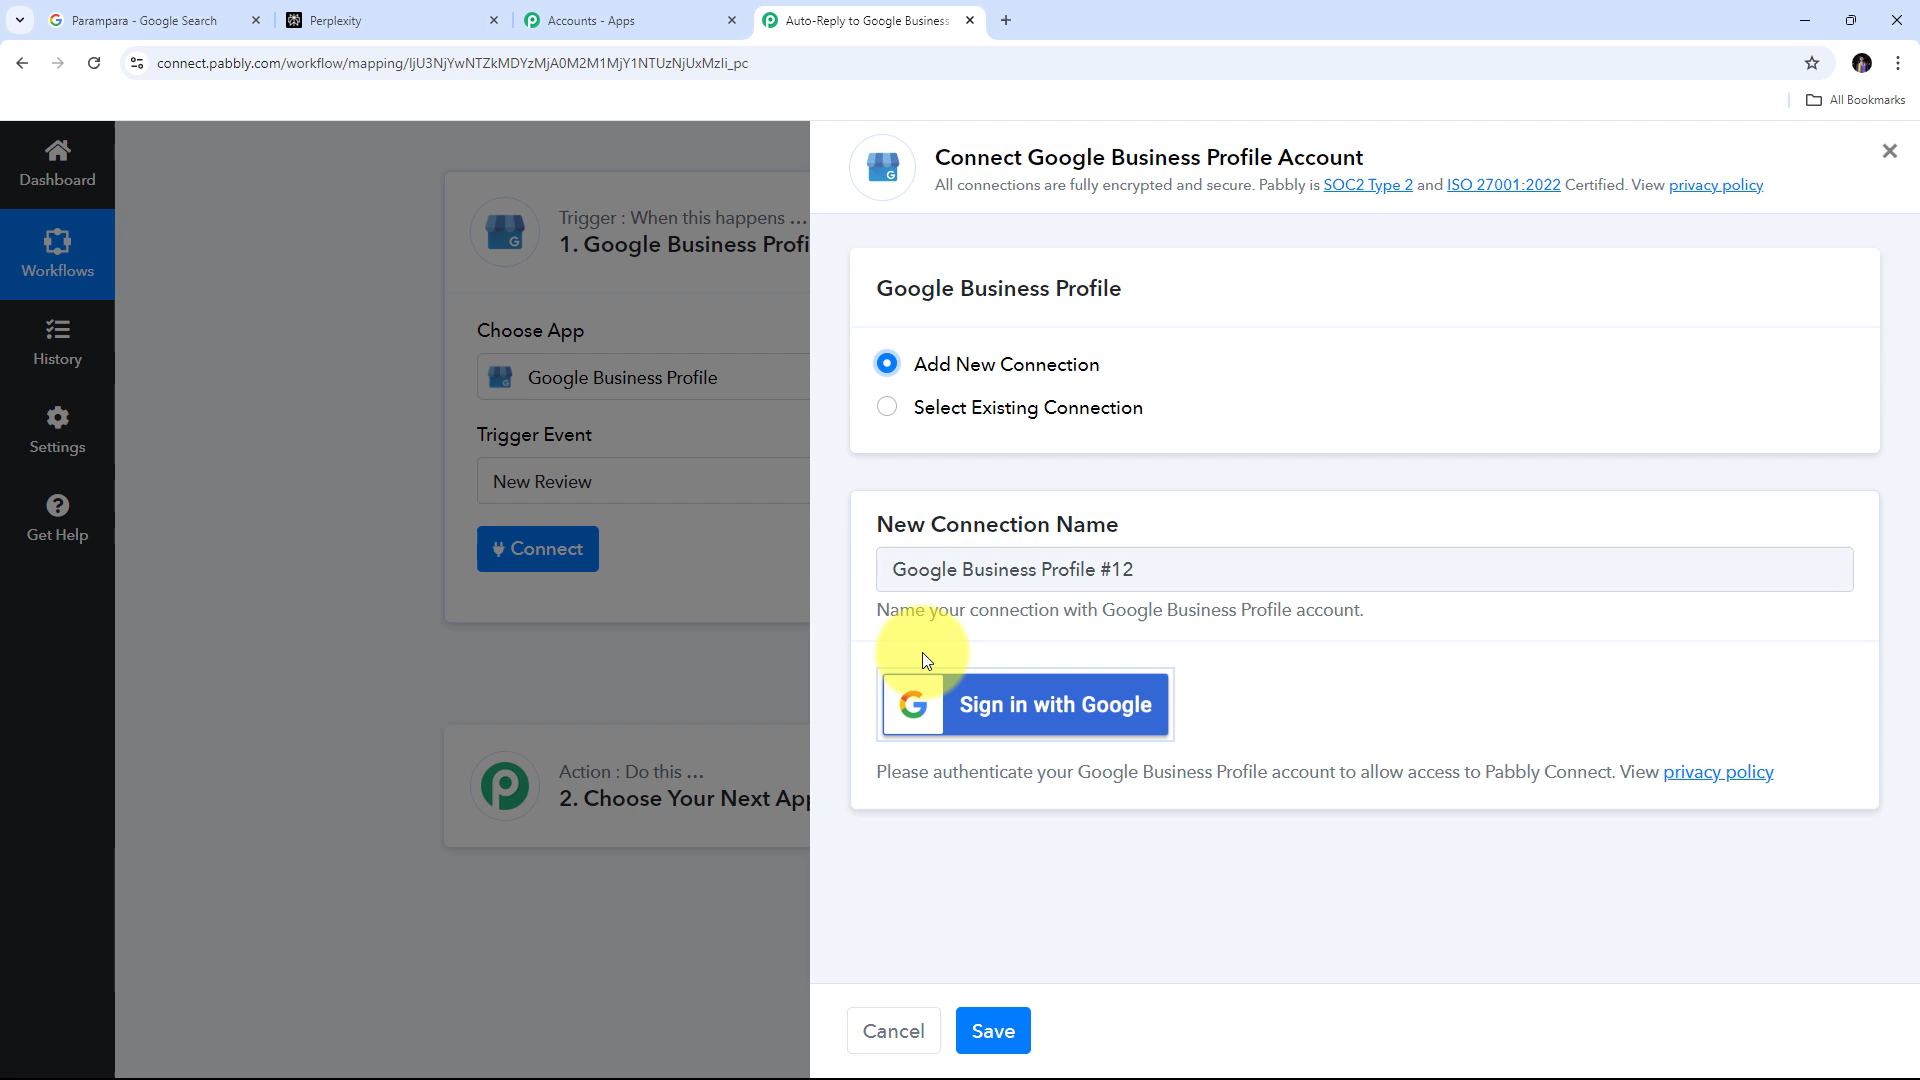 Parampara - Google Search
Perplexity
Accounts - Apps
Auto-Reply to Google Business
connect.pabbly.com/workflow/mapping/IjU3NjYwNTZkMDYzMjA0M2M1MjY1NTUzNjUxMzIi_pc
All Bookmarks
Dashboard
Workflows
History
Settings
Get Help
Trigger : When this happens ...
1. Google Business Profi
Choose App
Google Business Profile
Trigger Event
New Review
Connect
Action : Do this ...
2. Choose Your Next App
Connect Google Business Profile Account
All connections are fully encrypted and secure. Pabbly is SOC2 Type 2 and ISO 27001:2022 Certified. View privacy policy
Google Business Profile
Add New Connection
Select Existing Connection
New Connection Name
Google Business Profile #12
Name your connection with Google Business Profile account.
Sign in with Google
Please authenticate your Google Business Profile account to allow access to Pabbly Connect. View privacy policy
Cancel
Save